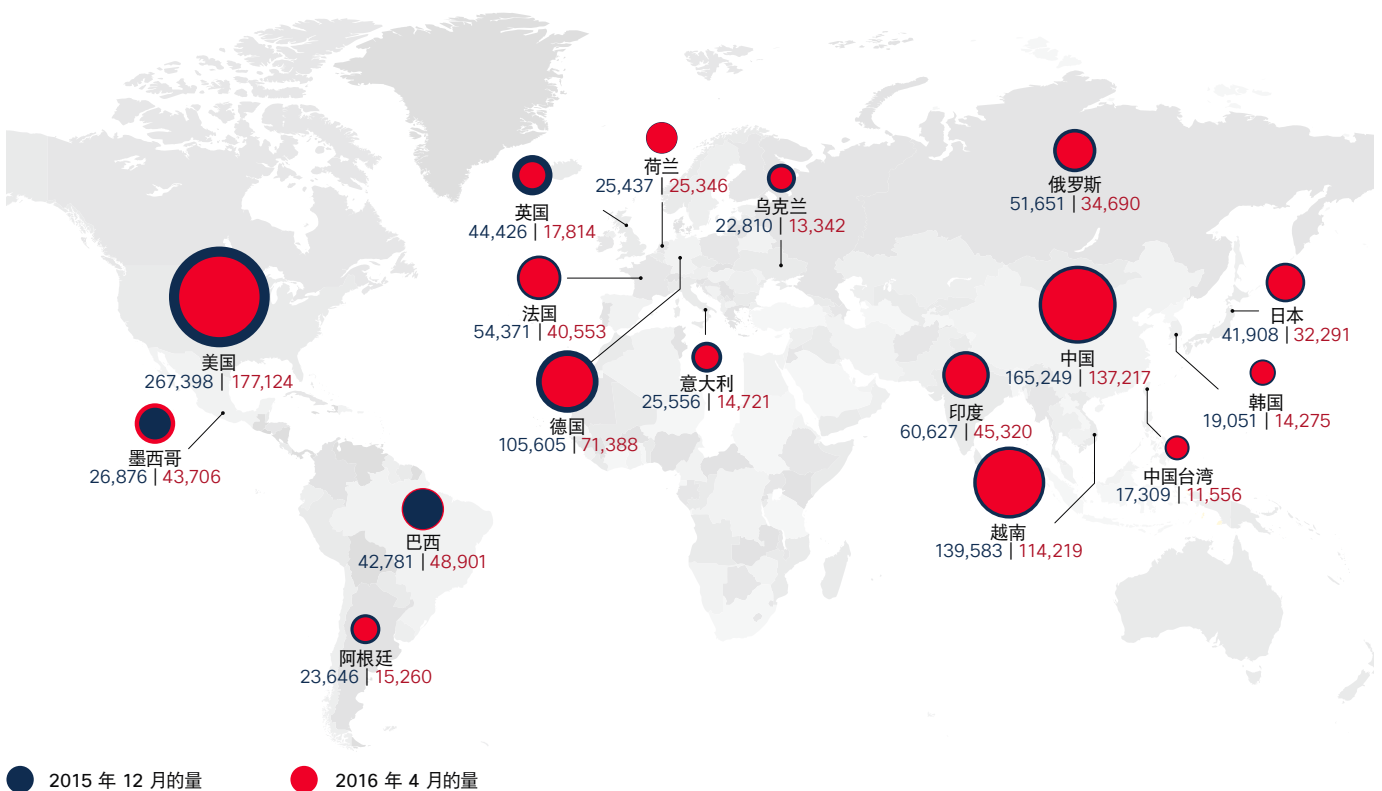 荷兰
25,437 | 25,346
英国
44,426 | 17,814
乌克兰
22,810 | 13,342
俄罗斯
51,651 | 34,690
美国
267,398 | 177,124
法国
54,371 | 40,553
中国
165,249 | 137,217
日本
41,908 | 32,291
意大利
25,556 | 14,721
德国
105,605 | 71,388
印度
60,627 | 45,320
韩国
19,051 | 14,275
墨西哥
26,876 | 43,706
中国台湾
17,309 | 11,556
越南
139,583 | 114,219
巴西
42,781 | 48,901
阿根廷
23,646 | 15,260
2015 年 12 月的量
2016 年 4 月的量